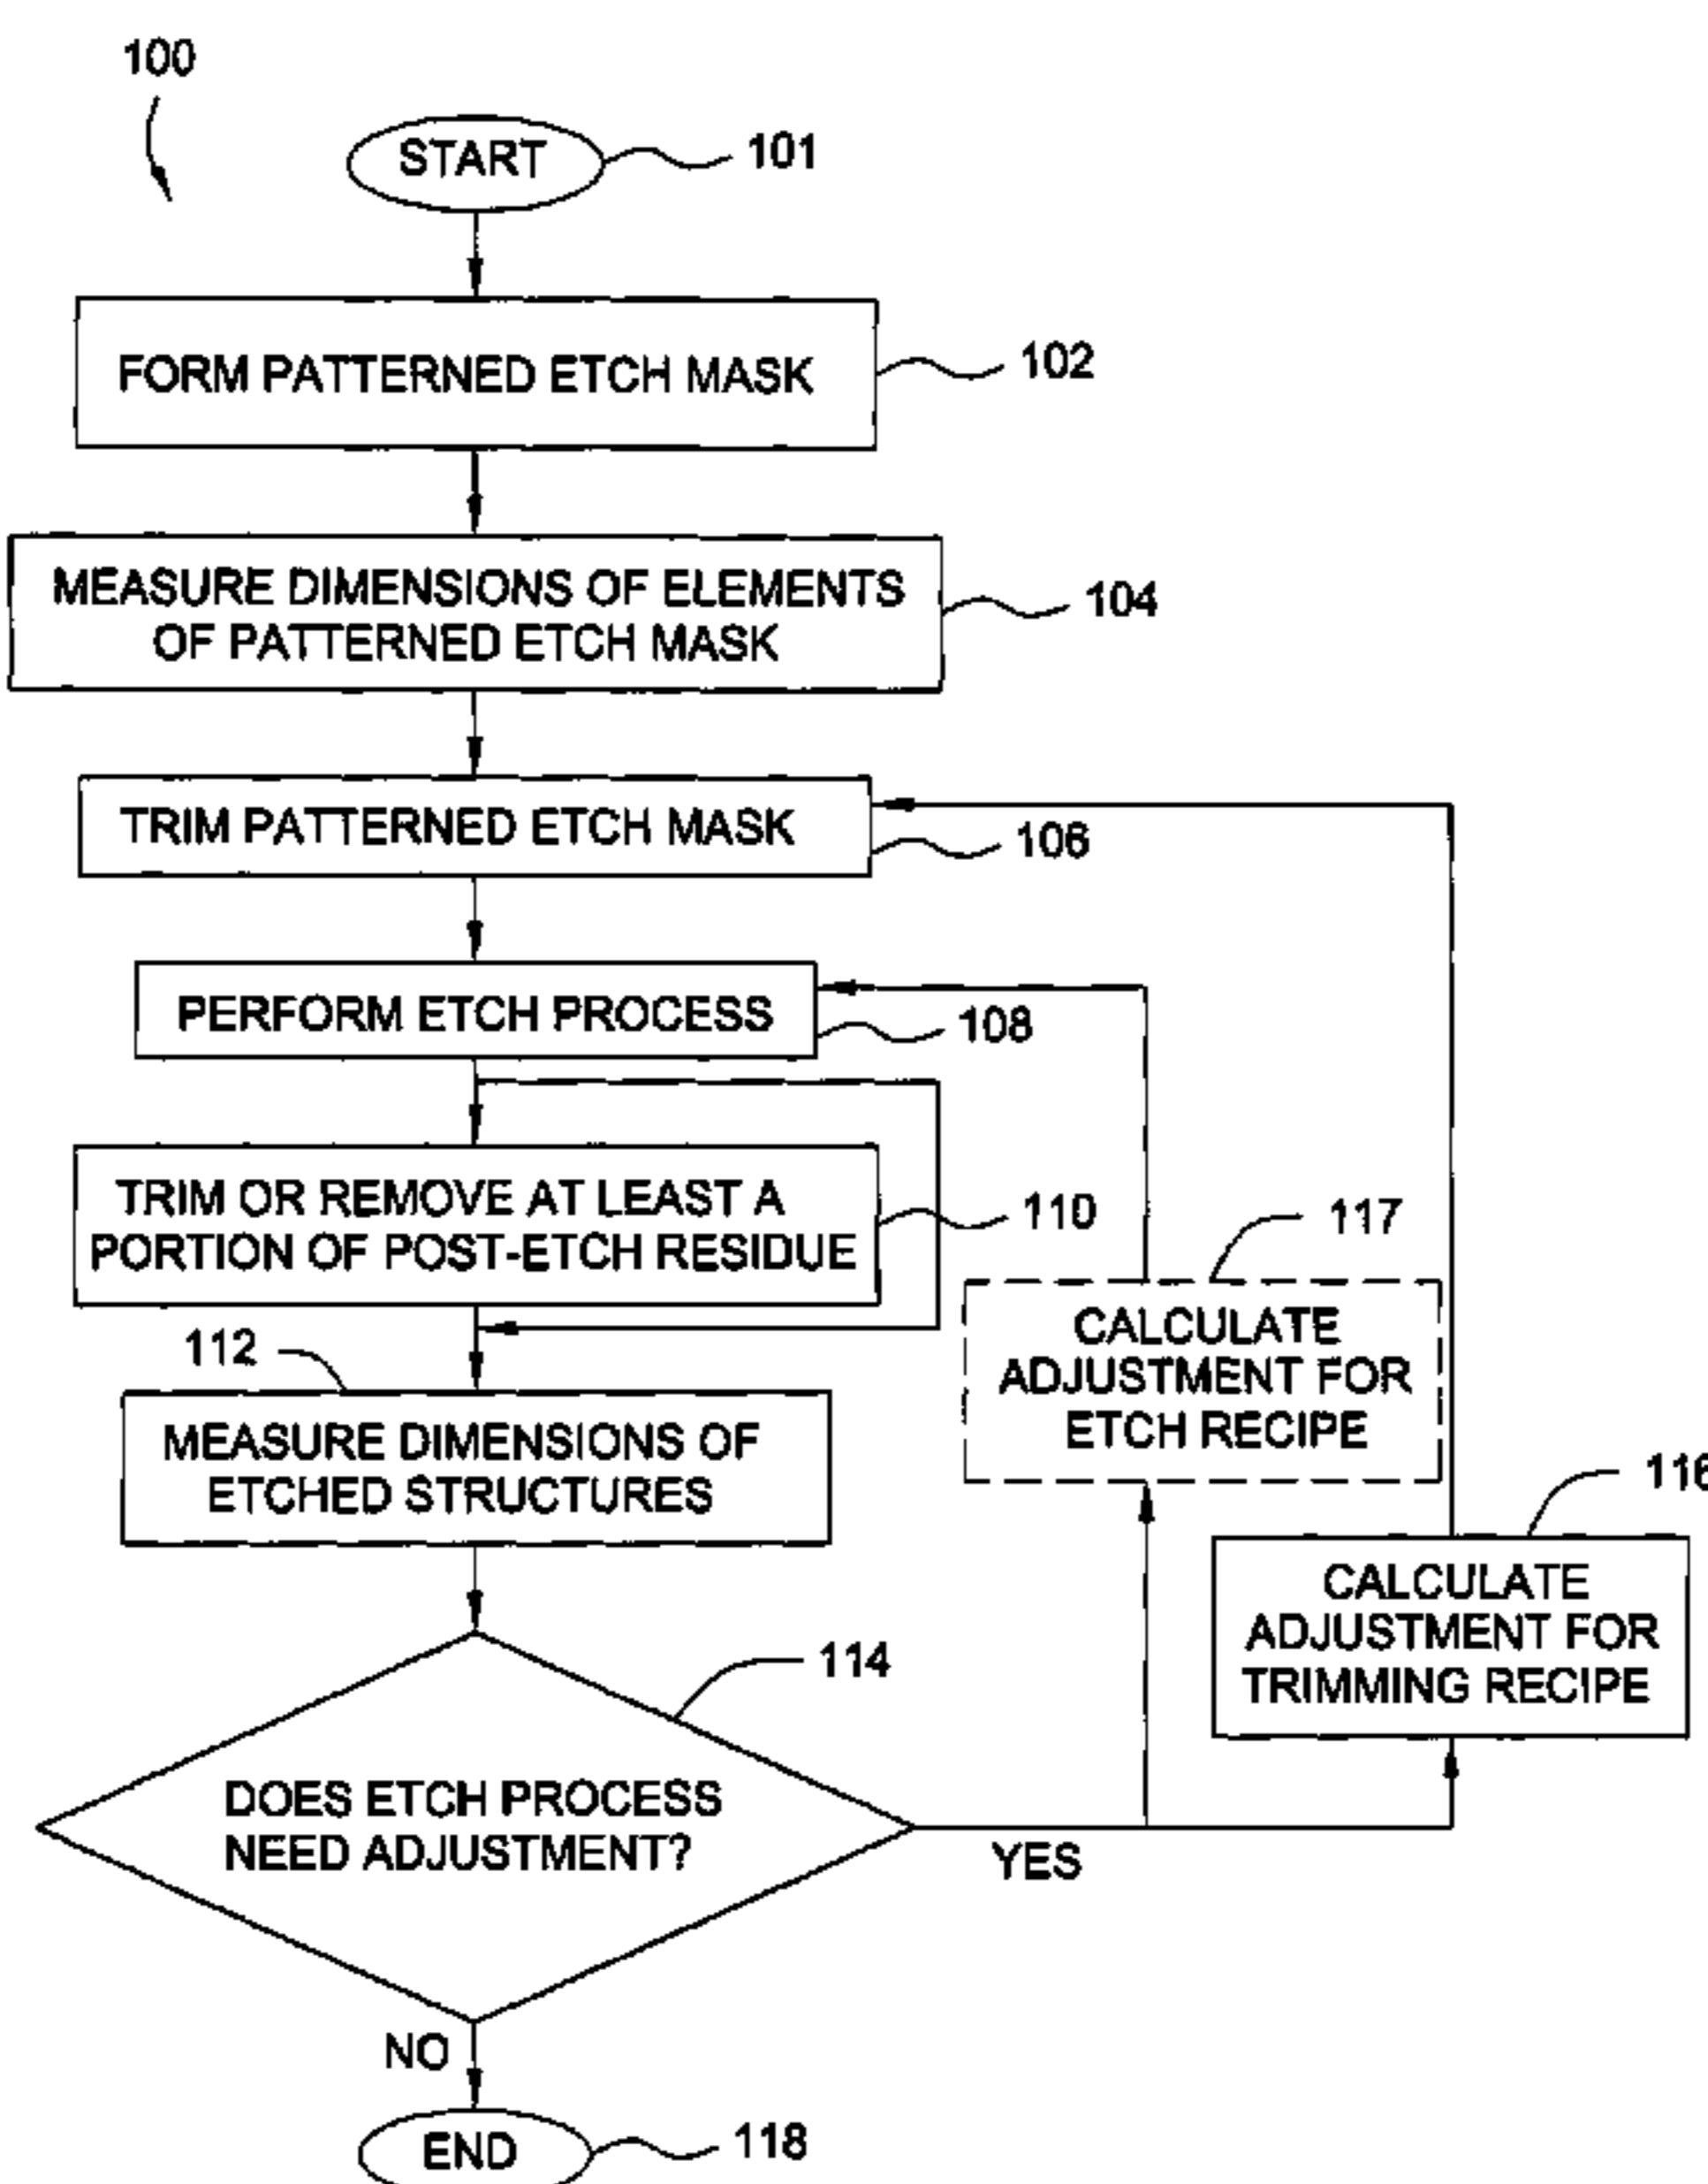 100
START
101
FORM PATTERNED ETCH MASK
102
MEASURE DIMENSIONS OF ELEMENTS
OF PATTERNED ETCH MASK
104
TRIM PATTERNED ETCH MASK
106
PERFORM ETCH PROCESS
108
TRIM OR REMOVE AT LEAST A
PORTION OF POST-ETCH RESIDUE
110
117
CALCULATE
ADJUSTMENT FOR
ETCH RECIPE
112
MEASURE DIMENSIONS OF
ETCHED STRUCTURES
116
CALCULATE
ADJUSTMENT FOR
TRIMMING RECIPE
114
DOES ETCH PROCESS
NEED ADJUSTMENT?
YES
NO
END
118